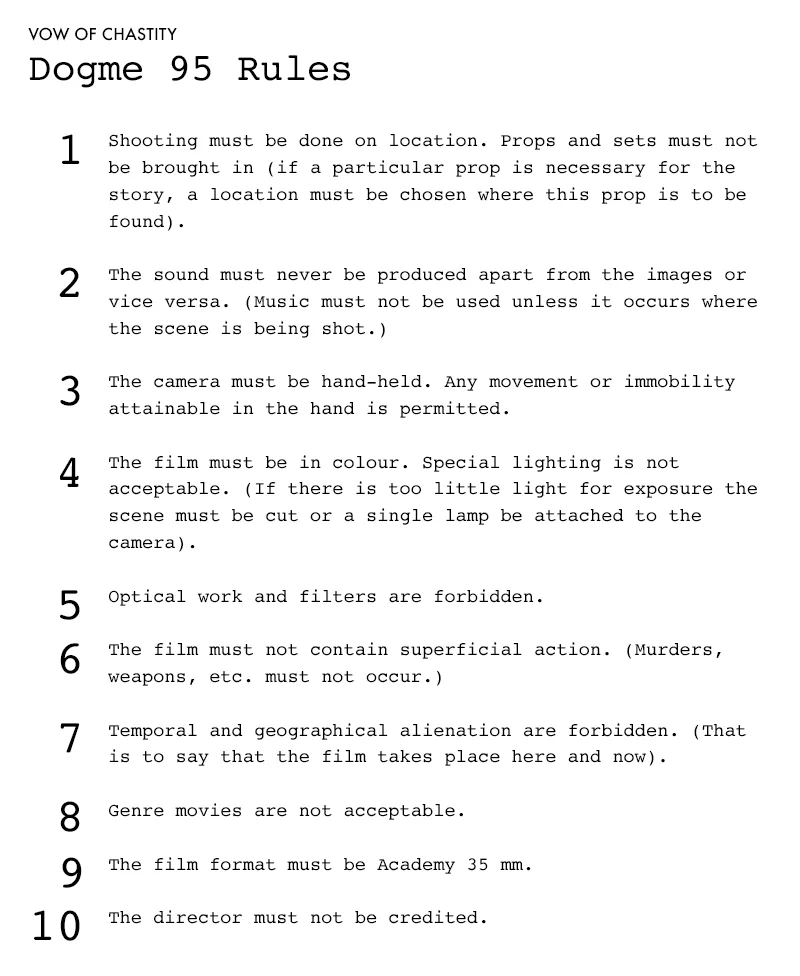 VOW OF CHASTITY
Dogme 95 Rules
1 Shooting must be done on location. Props and sets must not
be brought in (if a particular prop is necessary for the
story, a location must be chosen where this prop is to be
found).
2 The sound must never be produced apart from the images or
vice versa. (Music must not be used unless it occurs where
the scene is being shot.)
3 The camera must be hand-held. Any movement or immobility
attainable in the hand is permitted.
4 The film must be in colour. Special lighting is not
acceptable. (If there is too little light for exposure the
scene must be cut or a single lamp be attached to the
camera).
5 Optical work and filters are forbidden.
6 The film must not contain superficial action. (Murders,
weapons, etc. must not occur.)
7 Temporal and geographical alienation are forbidden. (That
is to say that the film takes place here and now).
8 Genre movies are not acceptable.
9 The film format must be Academy 35 mm.
10 The director must not be credited.